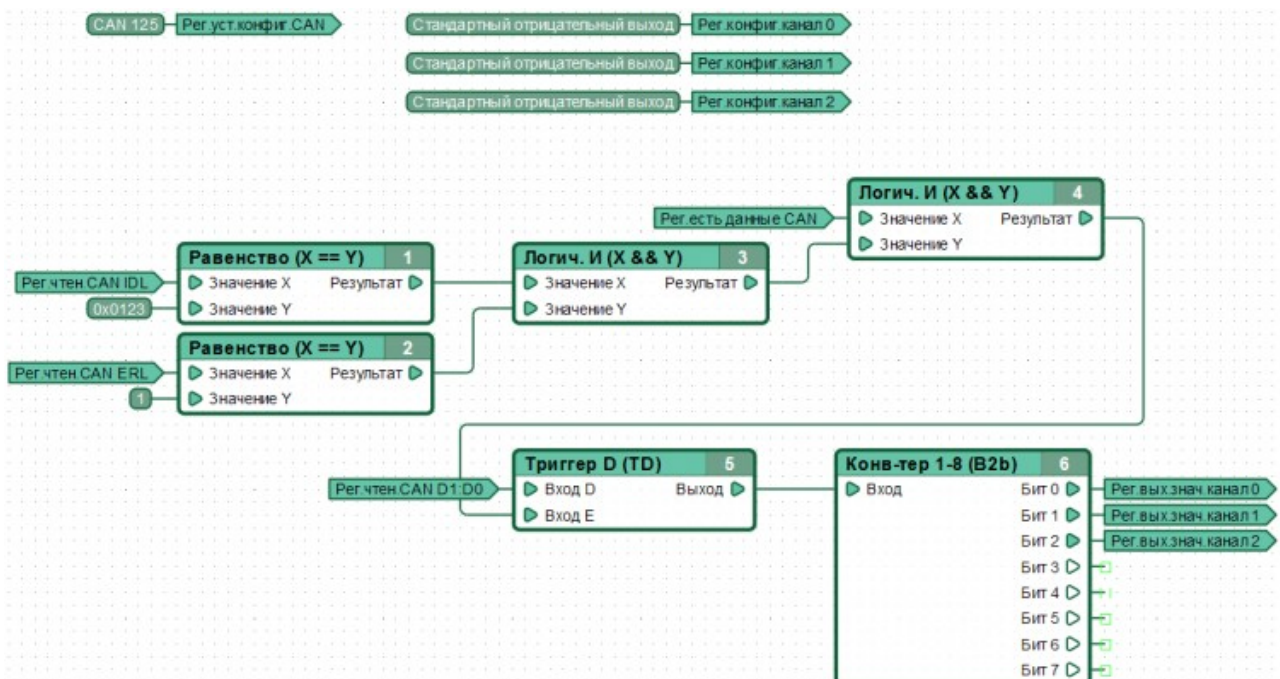 CAN 125 Рег.уст.конфиг.CAN
Стандартный отрицательный выход Рег.конфиг.канал 0
Стандартный отрицательный выход Рег.конфиг.канал 1
Стандартный отрицательный выход Рег.конфиг.канал 2
Логич. И (X && Y) 4
Рег.есть данные CAN
Значение X Результат
Значение Y
Равенство (X == Y) 1
Рег.чтен.CAN IDL
Значение X Результат
0x0123
Значение Y
Логич. И (X && Y) 3
Значение X Результат
Значение Y
Равенство (X == Y) 2
Рег.чтен.CAN ERL
Значение X Результат
1
Значение Y
Триггер D (TD) 5
Рег.чтен.CAN D1:D0
Вход D Выход
Вход E
Конв-тер 1-8 (B2b) 6
Вход Бит 0 Рег.вых.знач.канал 0
Бит 1 Рег.вых.знач.канал 1
Бит 2 Рег.вых.знач.канал 2
Бит 3
Бит 4
Бит 5
Бит 6
Бит 7